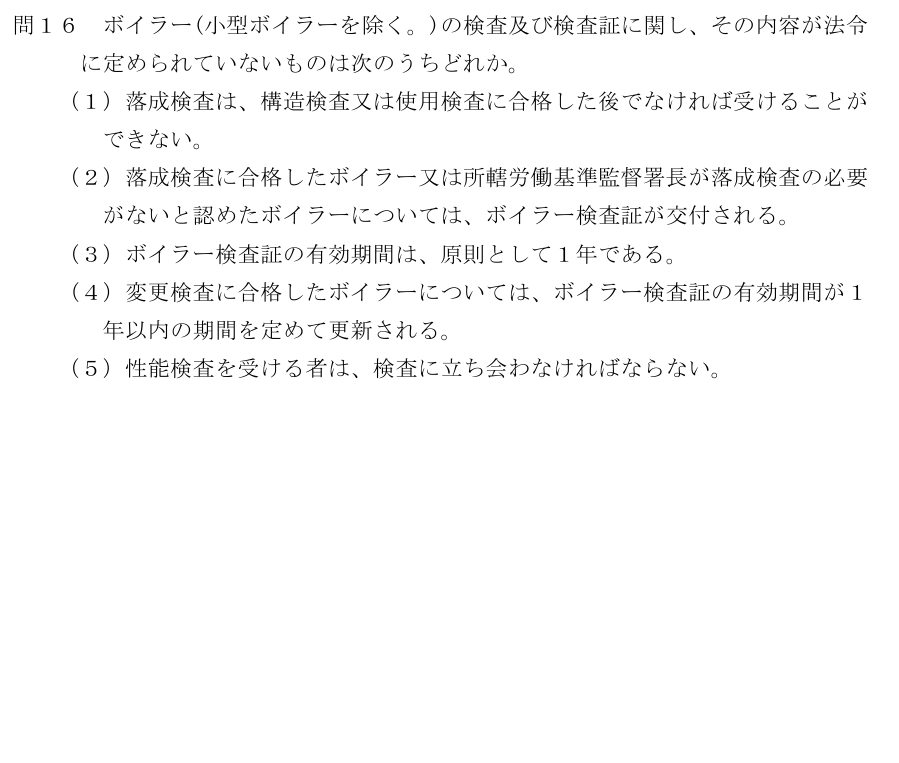 問１６　ボイラー(小型ボイラーを除く。)の検査及び検査証に関し、その内容が法令
に定められていないものは次のうちどれか。
（１）落成検査は、構造検査又は使用検査に合格した後でなければ受けることが
できない。
（２）落成検査に合格したボイラー又は所轄労働基準監督署長が落成検査の必要
がないと認めたボイラーについては、ボイラー検査証が交付される。
（３）ボイラー検査証の有効期間は、原則として１年である。
（４）変更検査に合格したボイラーについては、ボイラー検査証の有効期間が１
年以内の期間を定めて更新される。
（５）性能検査を受ける者は、検査に立ち会わなければならない。